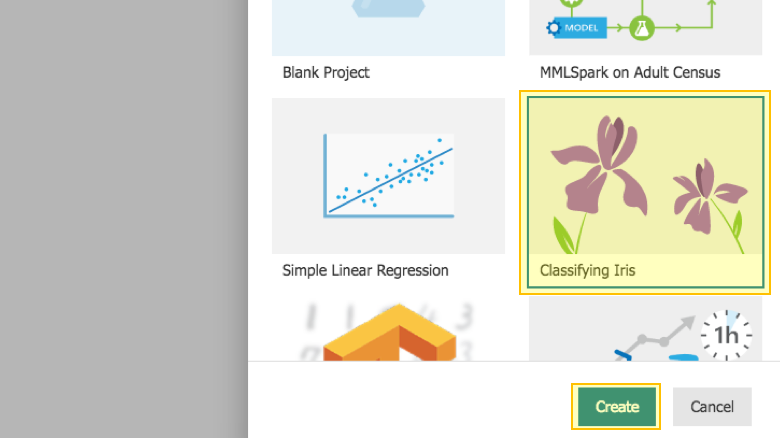 MODEL
Blank Project
MMLSpark on Adult Census
Simple Linear Regression
Classifying Iris
1h
Create
Cancel